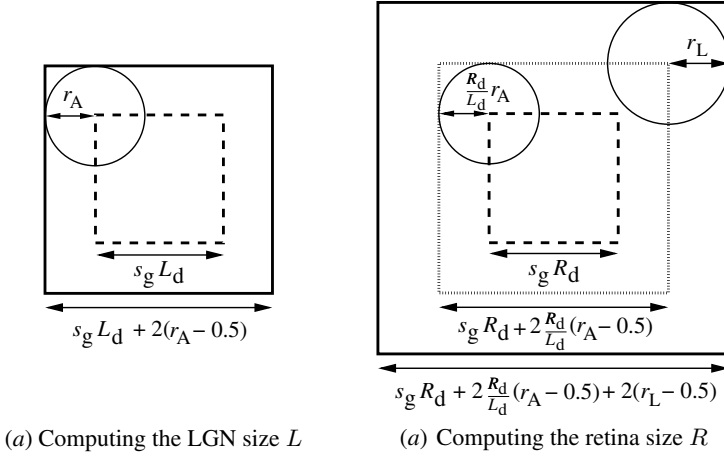 r_A
s_g L_d
s_g L_d + 2(r_A − 0.5)
(a) Computing the LGN size L
r_L
R_d/L_d r_A
s_g R_d
s_g R_d + 2 R_d/L_d (r_A − 0.5)
s_g R_d + 2 R_d/L_d (r_A − 0.5) + 2(r_L − 0.5)
(a) Computing the retina size R